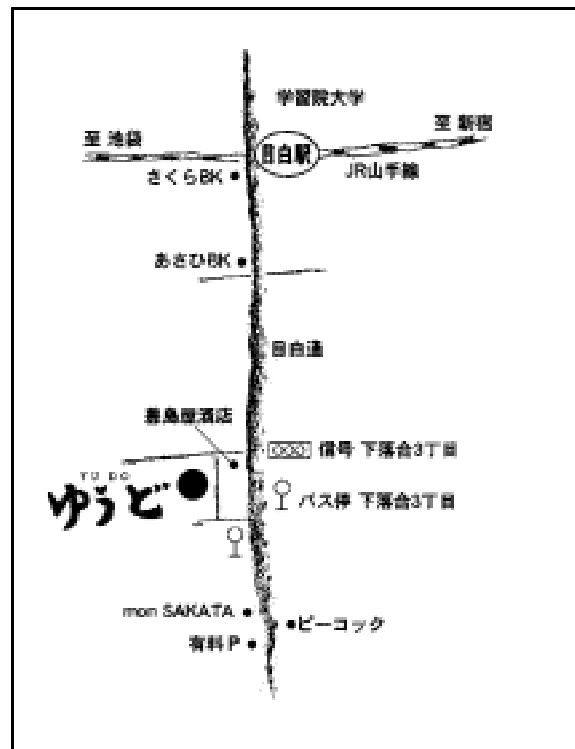 学習院大学
至 池袋
至 新宿
目白駅
さくらBK
JR山手線
あさひBK
目白通
酒店
信号 下落合3丁目
YU DO
ゆうど
バス停 下落合3丁目
mon SAKATA
ピーコック
有料P